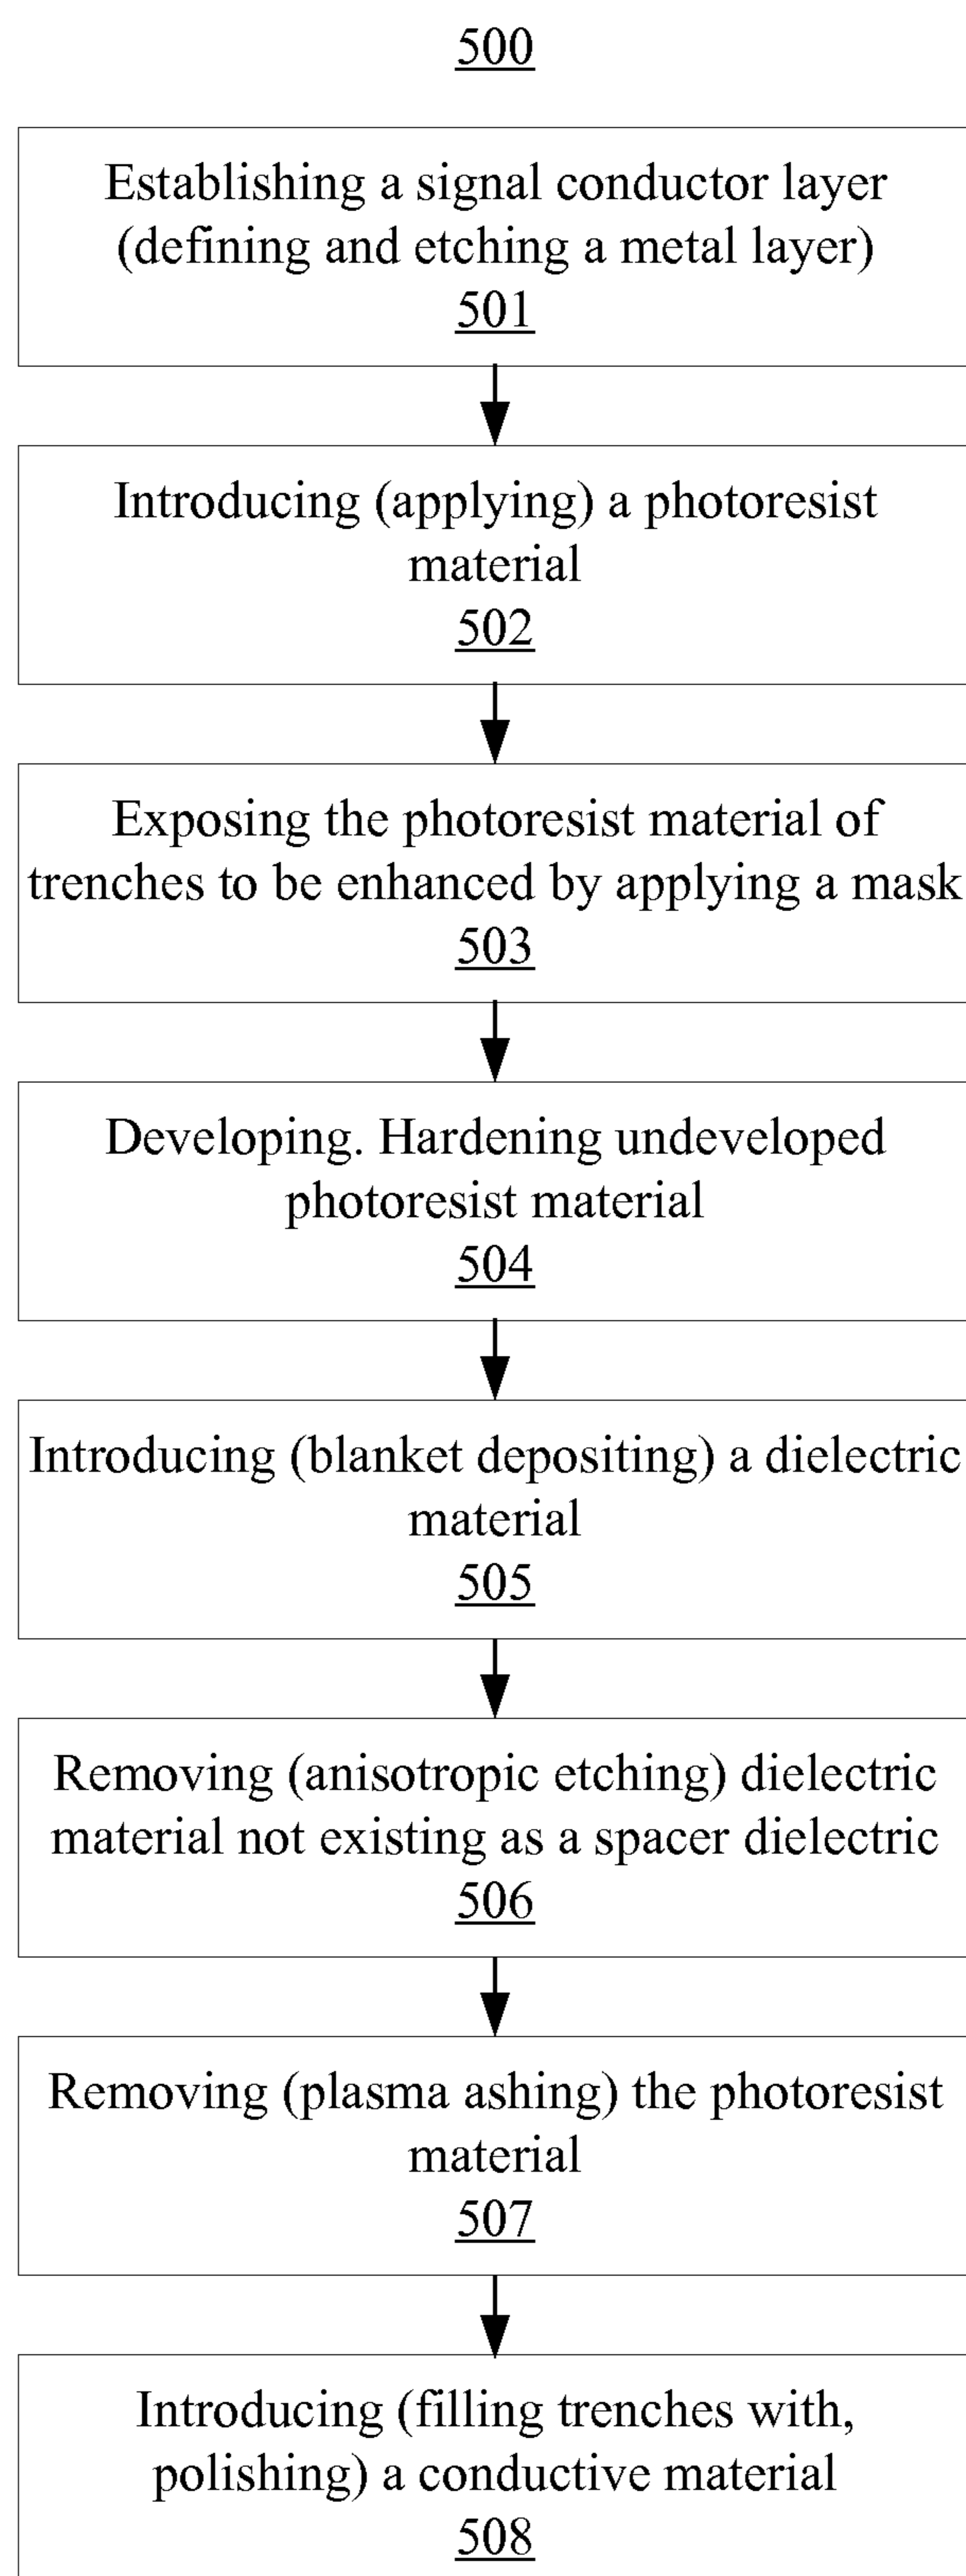 500
Establishing a signal conductor layer
(defining and etching a metal layer)
501
Introducing (applying) a photoresist
material
502
Exposing the photoresist material of
trenches to be enhanced by applying a mask
503
Developing. Hardening undeveloped
photoresist material
504
Introducing (blanket depositing) a dielectric
material
505
Removing (anisotropic etching) dielectric
material not existing as a spacer dielectric
506
Removing (plasma ashing) the photoresist
material
507
Introducing (filling trenches with,
polishing) a conductive material
508